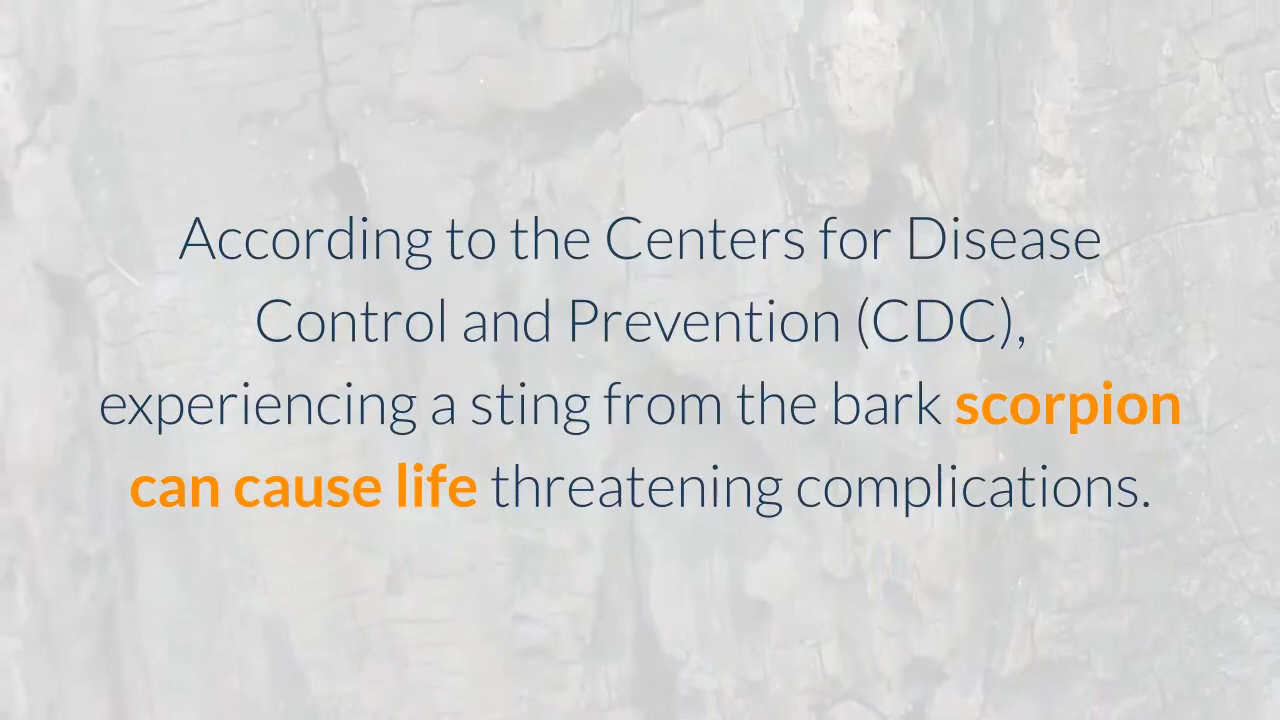 According to the Centers for Disease
Control and Prevention (CDC),
experiencing a sting from the bark scorpion
can cause life threatening complications.